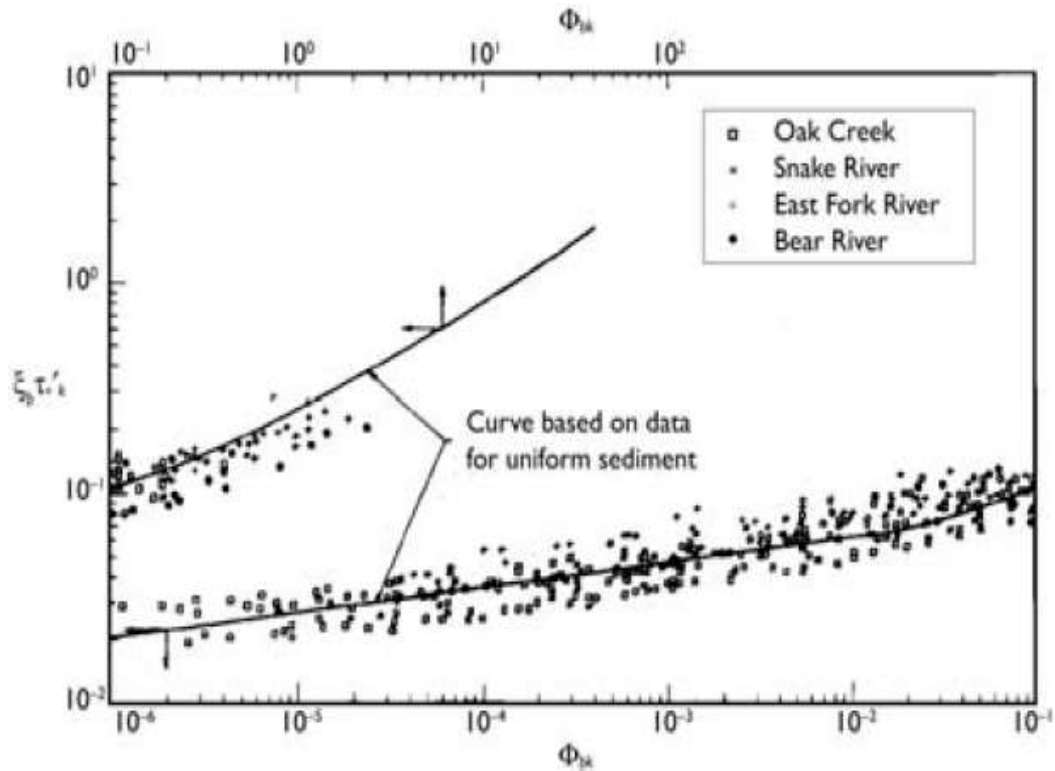 Φbk
10⁻¹ 10⁰ 10¹ 10²
10¹
10⁰
10⁻¹
10⁻²
Oak Creek
Snake River
East Fork River
Bear River
Curve based on data
for uniform sediment
10⁻⁶ 10⁻⁵ 10⁻⁴ 10⁻³ 10⁻² 10⁻¹
Φbk